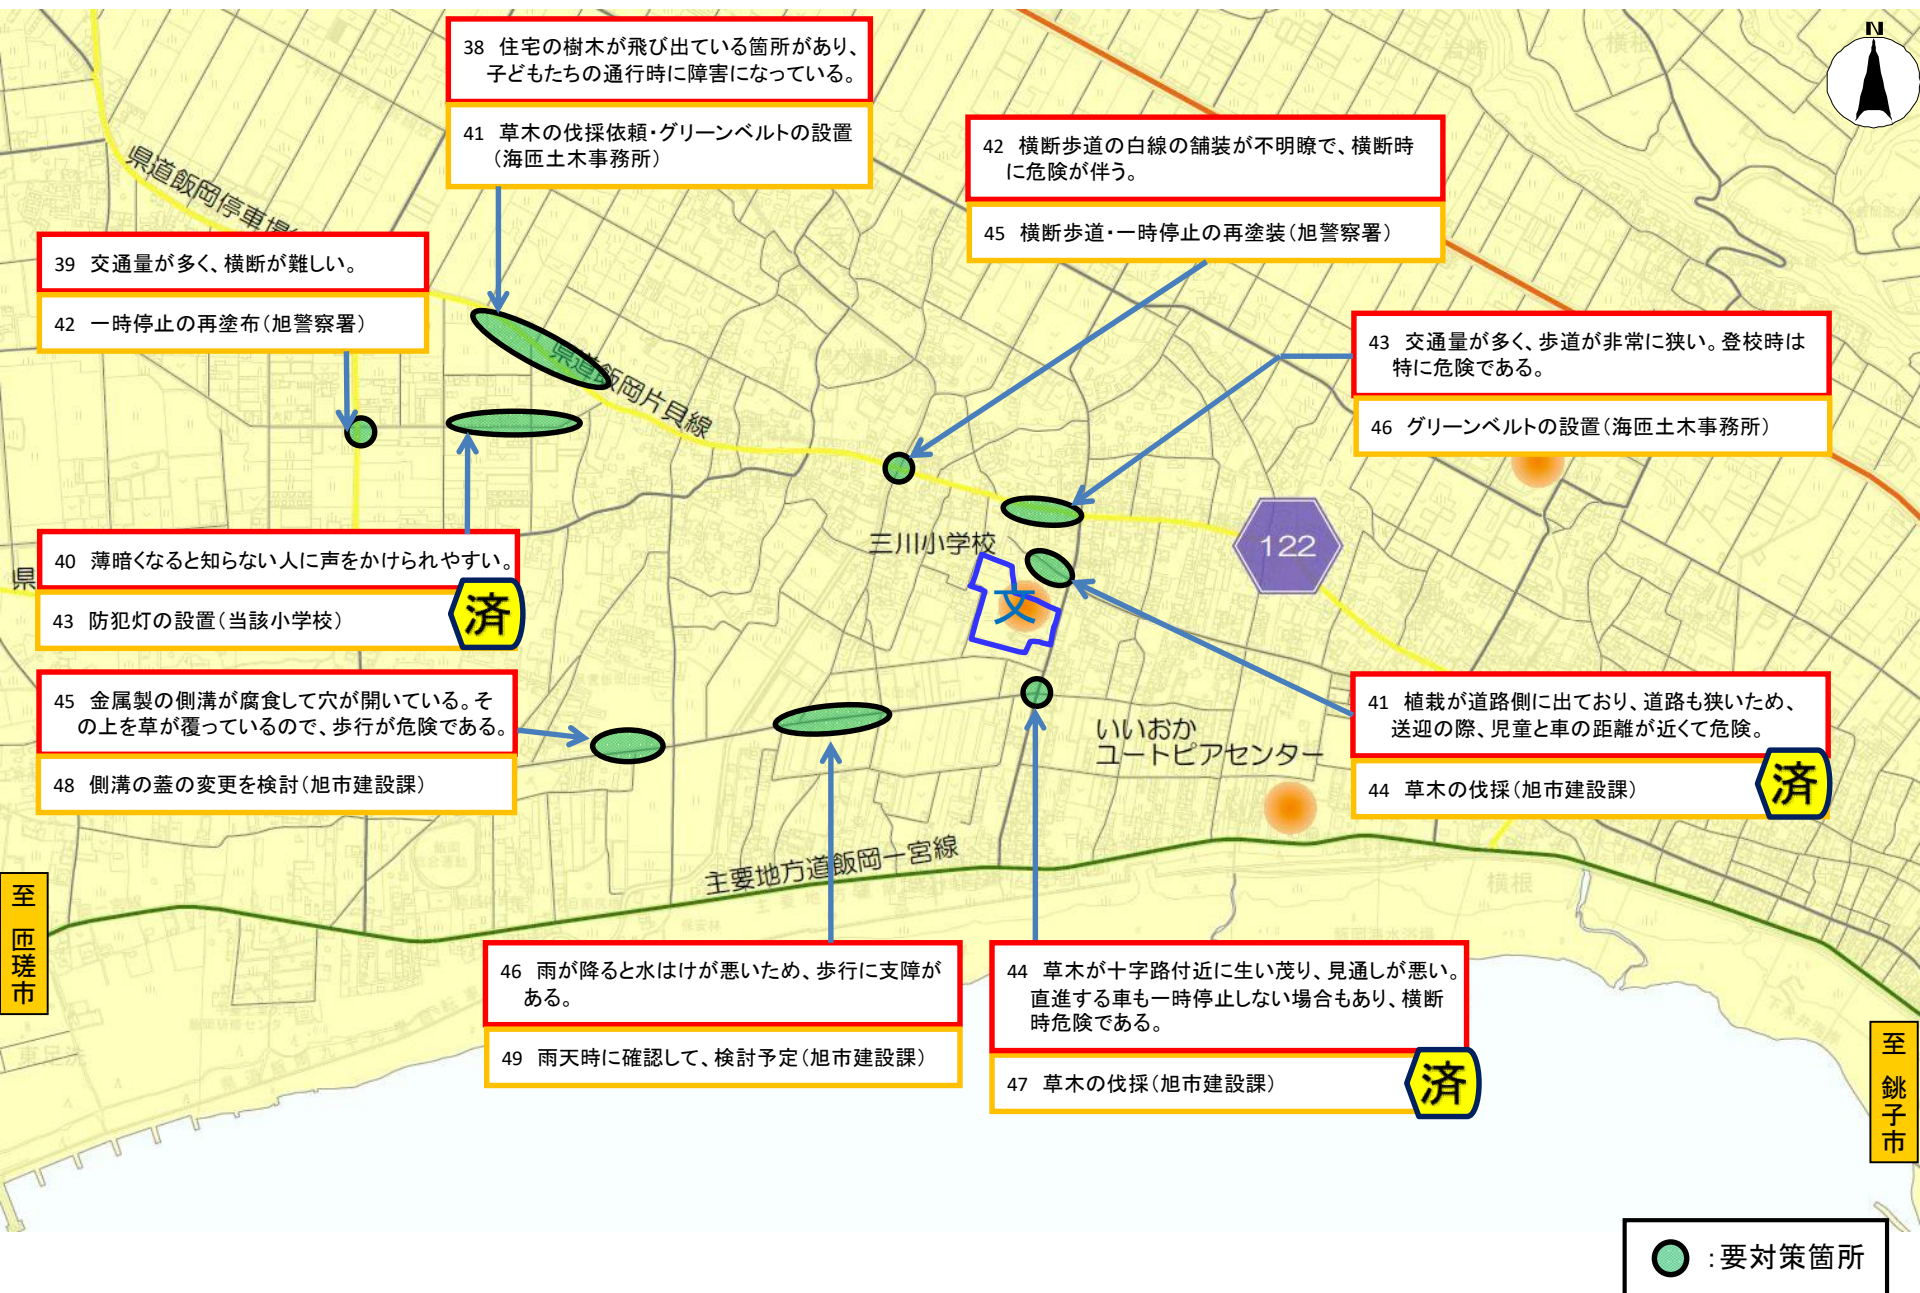 38 住宅の樹木が飛び出ている箇所があり、
子どもたちの通行時に障害になっている。
41 草木の伐採依頼・グリーンベルトの設置
(海匝土木事務所)
N
42 横断歩道の白線の舗装が不明瞭で、横断時
に危険が伴う。
45 横断歩道・一時停止の再塗装(旭警察署)
県道飯岡停車場
39 交通量が多く、横断が難しい。
42 一時停止の再塗布(旭警察署)
43 交通量が多く、歩道が非常に狭い。登校時は
特に危険である。
46 グリーンベルトの設置(海匝土木事務所)
県道飯岡片貝線
40 薄暗くなると知らない人に声をかけられやすい。
43 防犯灯の設置(当該小学校)
済
県
三川小学校
文
122
45 金属製の側溝が腐食して穴が開いている。そ
の上を草が覆っているので、歩行が危険である。
48 側溝の蓋の変更を検討(旭市建設課)
41 植栽が道路側に出ており、道路も狭いため、
送迎の際、児童と車の距離が近くて危険。
44 草木の伐採(旭市建設課)
済
いいおか
ユートピアセンター
主要地方道飯岡一宮線
横根
至 匝瑳市
46 雨が降ると水はけが悪いため、歩行に支障が
ある。
49 雨天時に確認して、検討予定(旭市建設課)
44 草木が十字路付近に生い茂り、見通しが悪い。
直進する車も一時停止しない場合もあり、横断
時危険である。
47 草木の伐採(旭市建設課)
済
至 銚子市
:要対策箇所